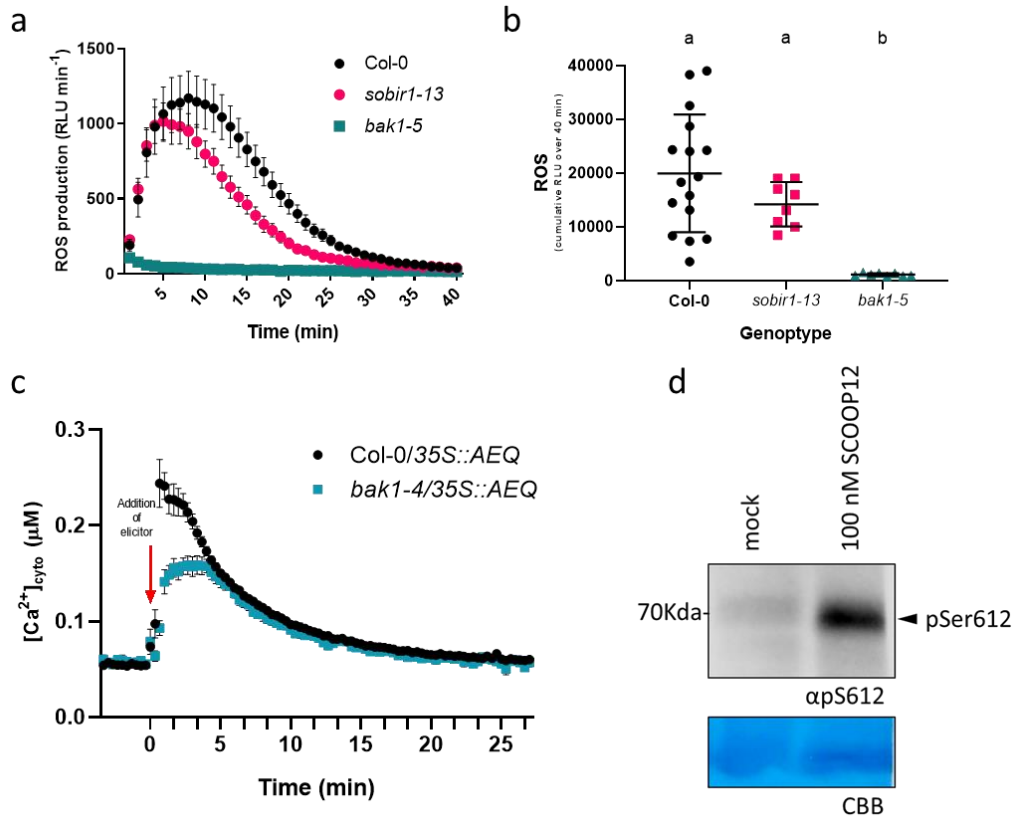 a
ROS production (RLU min⁻¹)
1500
1000
500
0
5
10
15
20
25
30
35
40
Time (min)
Col-0
sobir1-13
bak1-5
b
a
a
b
ROS
(cumulative RLU over 40 min)
40000
30000
20000
10000
0
Col-0
sobir1-13
bak1-5
Genoptype
c
[Ca²⁺]cyto (μM)
0.3
0.2
0.1
0.0
Addition
of
elicitor
Col-0/35S::AEQ
bak1-4/35S::AEQ
0
5
10
15
20
25
Time (min)
d
mock
100 nM SCOOP12
70Kda-
pSer612
αpS612
CBB